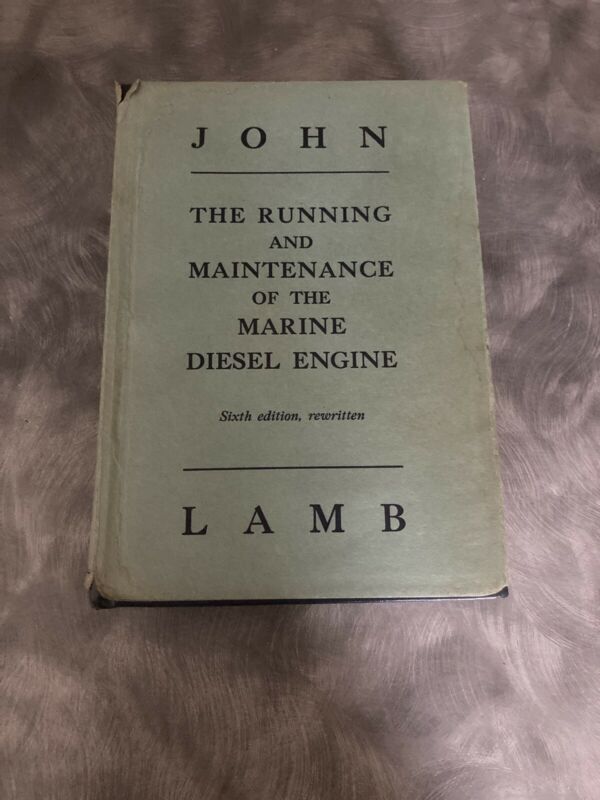 JOHN
THE RUNNING
AND
MAINTENANCE
OF THE
MARINE
DIESEL ENGINE
Sixth edition, rewritten
LAMB